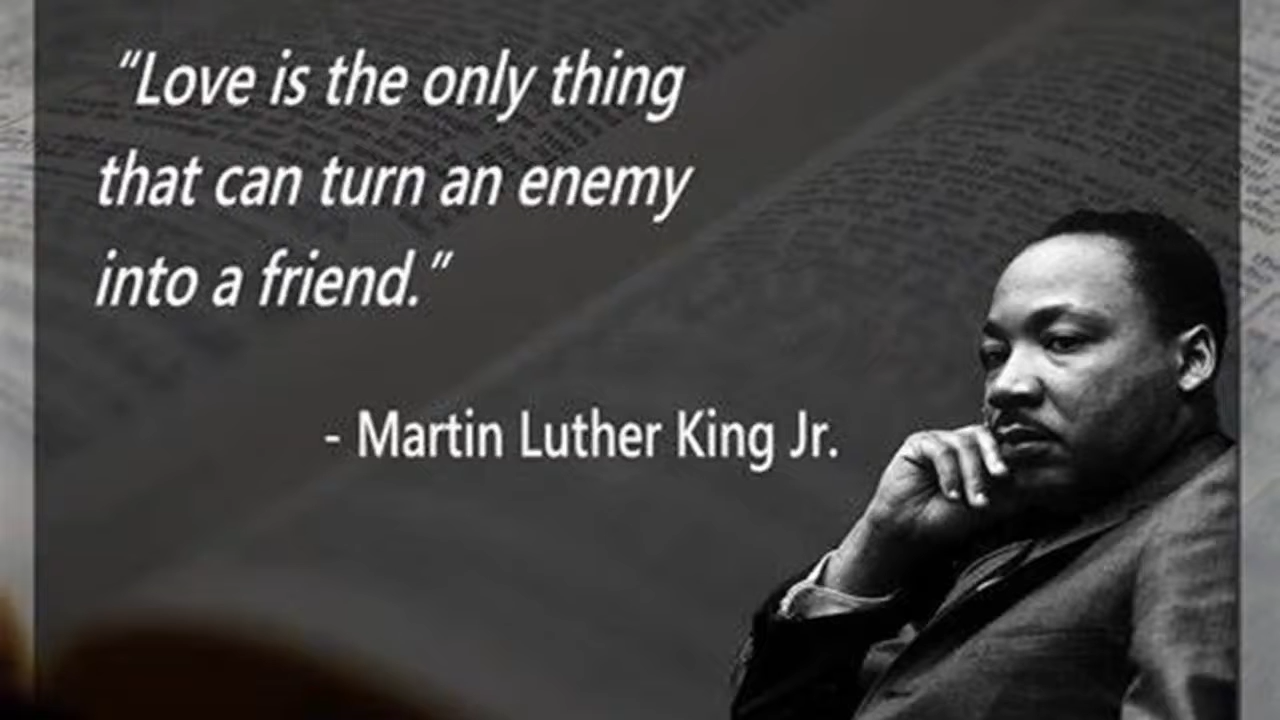 “Love is the only thing
that can turn an enemy
into a friend.”
- Martin Luther King Jr.